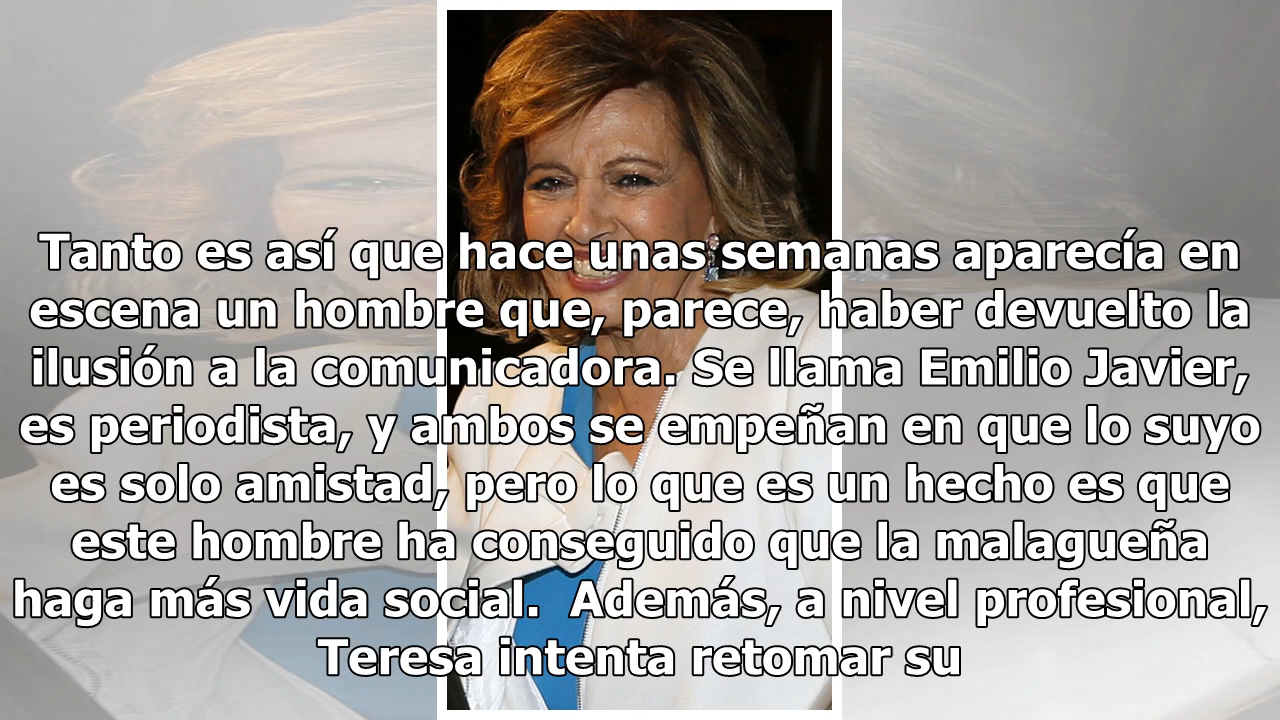 Tanto es así que hace unas semanas aparecía en
escena un hombre que, parece, haber devuelto la
ilusión a la comunicadora. Se llama Emilio Javier,
es periodista, y ambos se empeñan en que lo suyo
es solo amistad, pero lo que es un hecho es que
este hombre ha conseguido que la malagueña
haga más vida social.  Además, a nivel profesional,
Teresa intenta retomar su